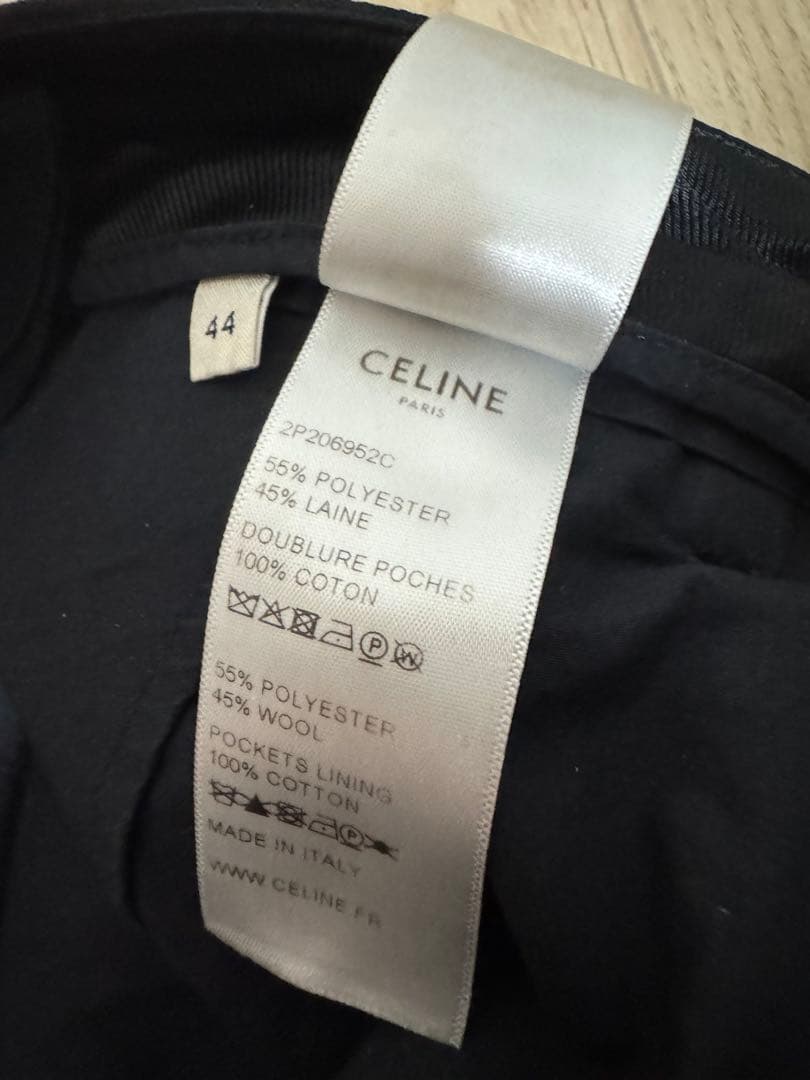 44
CELINE
PARIS
2P206952C
55% POLYESTER
45% LAINE
DOUBLURE POCHES
100% COTON
P W
55% POLYESTER
45% WOOL
POCKETS LINING
100% COTTON
P
MADE IN ITALY
WWW.CELINE.FR